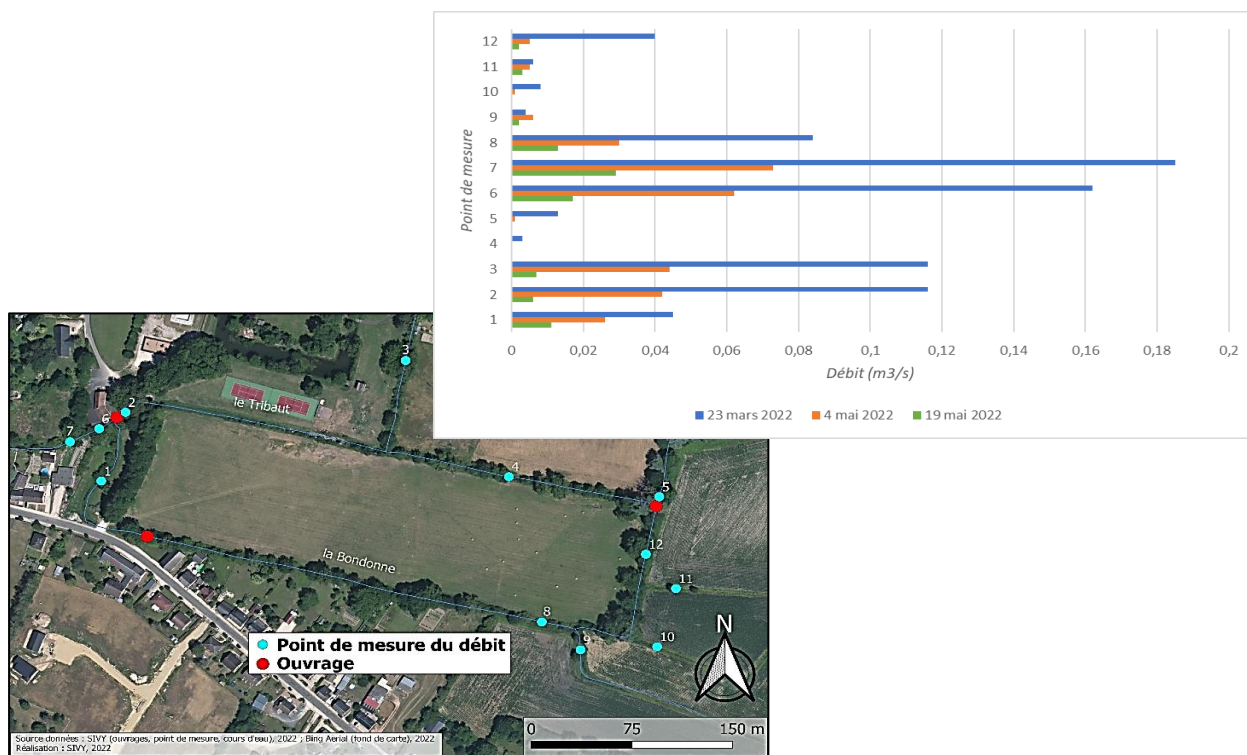 12
11
10
9
8
7
6
5
4
3
2
1
Point de mesure
0
0,02
0,04
0,06
0,08
0,1
0,12
0,14
0,16
0,18
0,2
Débit (m3/s)
23 mars 2022
4 mai 2022
19 mai 2022
3
le Tribaut
2
6
7
1
4
5
12
11
la Bondonne
8
9
10
N
Point de mesure du débit
Ouvrage
0 75 150 m
Source données : SIVY (ouvrages, point de mesure, cours d'eau), 2022 ; Bing Aerial (fond de carte), 2022
Réalisation : SIVY, 2022